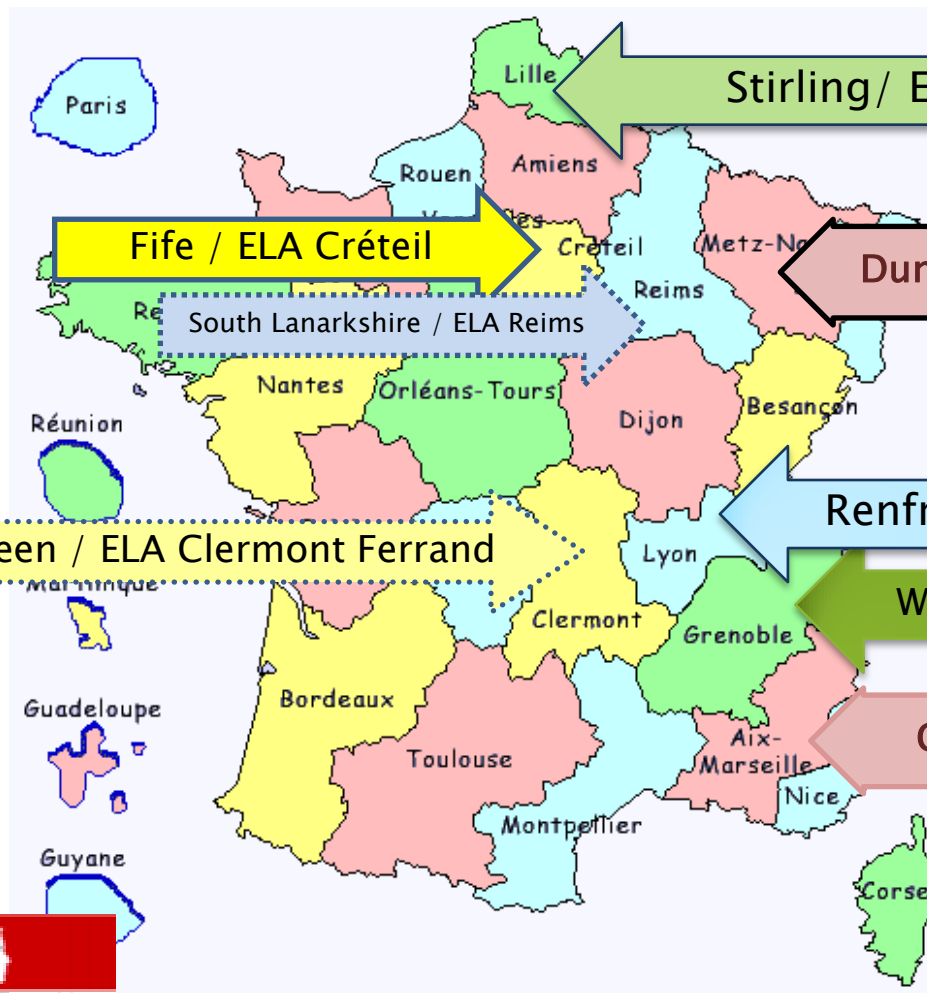 Lille
Stirling/ E
Paris
Amiens
Rouen
Fife / ELA Créteil
Créteil
Metz-Na
Dun
Reims
South Lanarkshire / ELA Reims
Nantes
Orléans-Tours
Besançon
Dijon
Réunion
Renfr
een / ELA Clermont Ferrand
Lyon
Martinique
W
Clermont
Grenoble
Bordeaux
Guadeloupe
Aix-
Marseille
Toulouse
Nice
Montpellier
Guyane
Corse